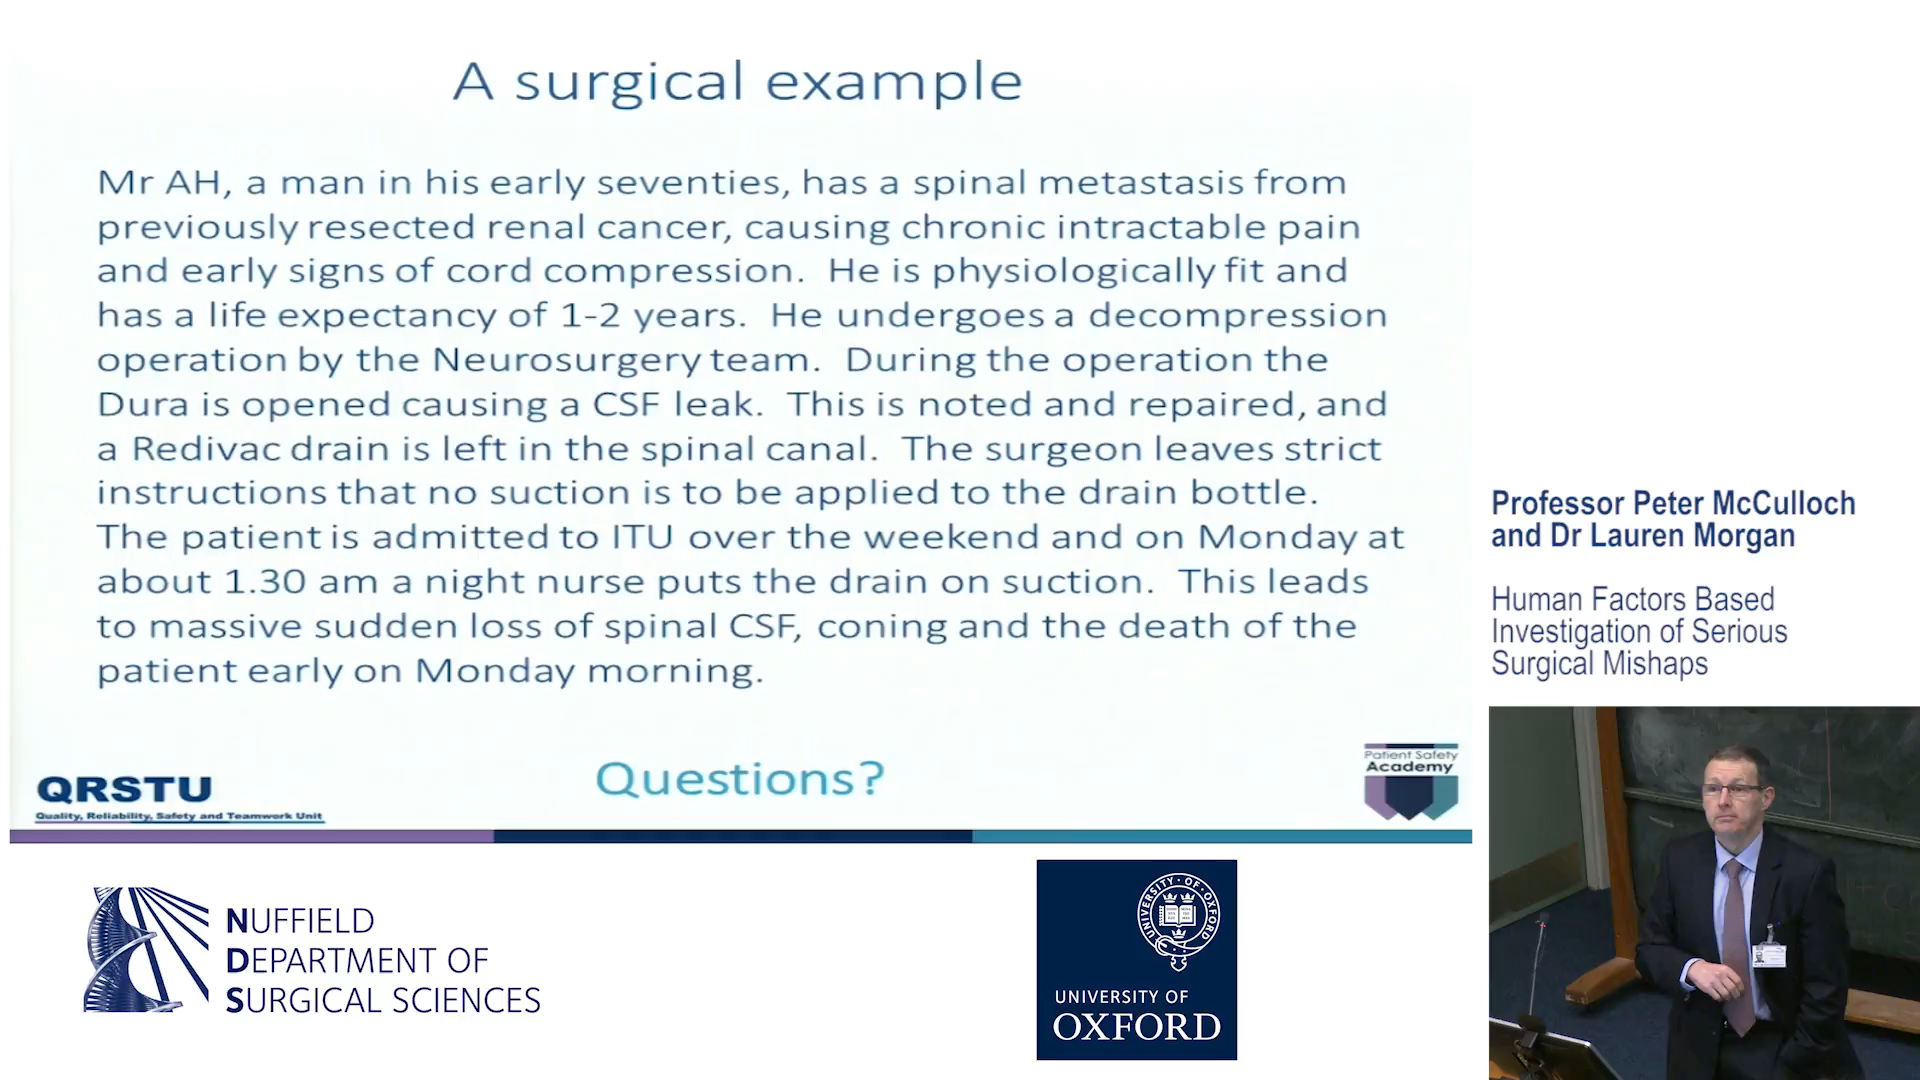 A surgical example
Mr AH, a man in his early seventies, has a spinal metastasis from
previously resected renal cancer, causing chronic intractable pain
and early signs of cord compression. He is physiologically fit and
has a life expectancy of 1-2 years. He undergoes a decompression
operation by the Neurosurgery team. During the operation the
Dura is opened causing a CSF leak. This is noted and repaired, and
a Redivac drain is left in the spinal canal. The surgeon leaves strict
instructions that no suction is to be applied to the drain bottle.
The patient is admitted to ITU over the weekend and on Monday at
about 1.30 am a night nurse puts the drain on suction. This leads
to massive sudden loss of spinal CSF, coning and the death of the
patient early on Monday morning.
Questions?
QRSTU
Quality, Reliability, Safety and Teamwork Unit
Patient Safety
Academy
Professor Peter McCulloch
and Dr Lauren Morgan
Human Factors Based
Investigation of Serious
Surgical Mishaps
NUFFIELD
DEPARTMENT OF
SURGICAL SCIENCES
UNIVERSITY·OF·OXFORD
UNIVERSITY OF
OXFORD